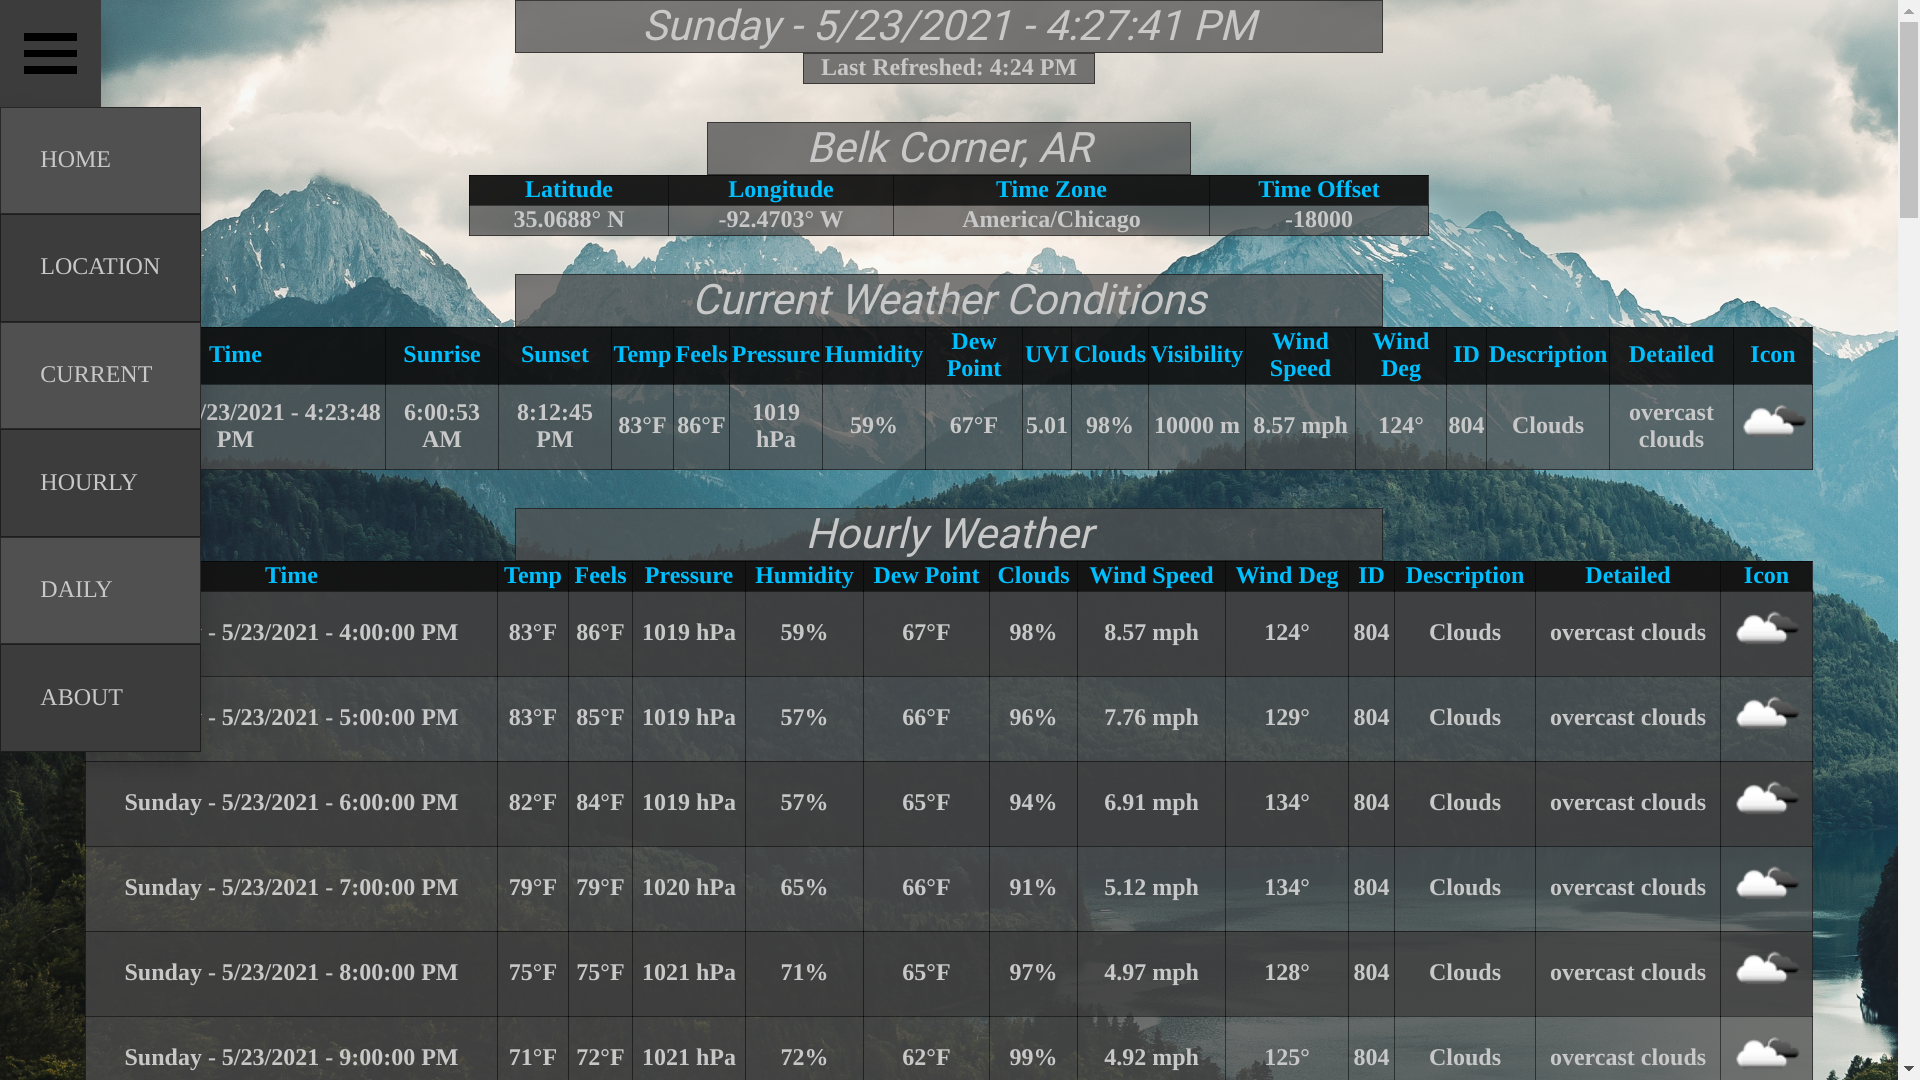 Sunday - 5/23/2021 - 4:27:41 PM
Last Refreshed: 4:24 PM
HOME
LOCATION
CURRENT
HOURLY
DAILY
ABOUT
Belk Corner, AR
Latitude Longitude Time Zone Time Offset
35.0688° N -92.4703° W America/Chicago -18000
Current Weather Conditions
Time Sunrise Sunset Temp Feels Pressure Humidity Dew Point UVI Clouds Visibility Wind Speed Wind Deg ID Description Detailed Icon
/23/2021 - 4:23:48 PM 6:00:53 AM 8:12:45 PM 83°F 86°F 1019 hPa 59% 67°F 5.01 98% 10000 m 8.57 mph 124° 804 Clouds overcast clouds
Hourly Weather
Time Temp Feels Pressure Humidity Dew Point Clouds Wind Speed Wind Deg ID Description Detailed Icon
- 5/23/2021 - 4:00:00 PM 83°F 86°F 1019 hPa 59% 67°F 98% 8.57 mph 124° 804 Clouds overcast clouds
- 5/23/2021 - 5:00:00 PM 83°F 85°F 1019 hPa 57% 66°F 96% 7.76 mph 129° 804 Clouds overcast clouds
Sunday - 5/23/2021 - 6:00:00 PM 82°F 84°F 1019 hPa 57% 65°F 94% 6.91 mph 134° 804 Clouds overcast clouds
Sunday - 5/23/2021 - 7:00:00 PM 79°F 79°F 1020 hPa 65% 66°F 91% 5.12 mph 134° 804 Clouds overcast clouds
Sunday - 5/23/2021 - 8:00:00 PM 75°F 75°F 1021 hPa 71% 65°F 97% 4.97 mph 128° 804 Clouds overcast clouds
Sunday - 5/23/2021 - 9:00:00 PM 71°F 72°F 1021 hPa 72% 62°F 99% 4.92 mph 125° 804 Clouds overcast clouds